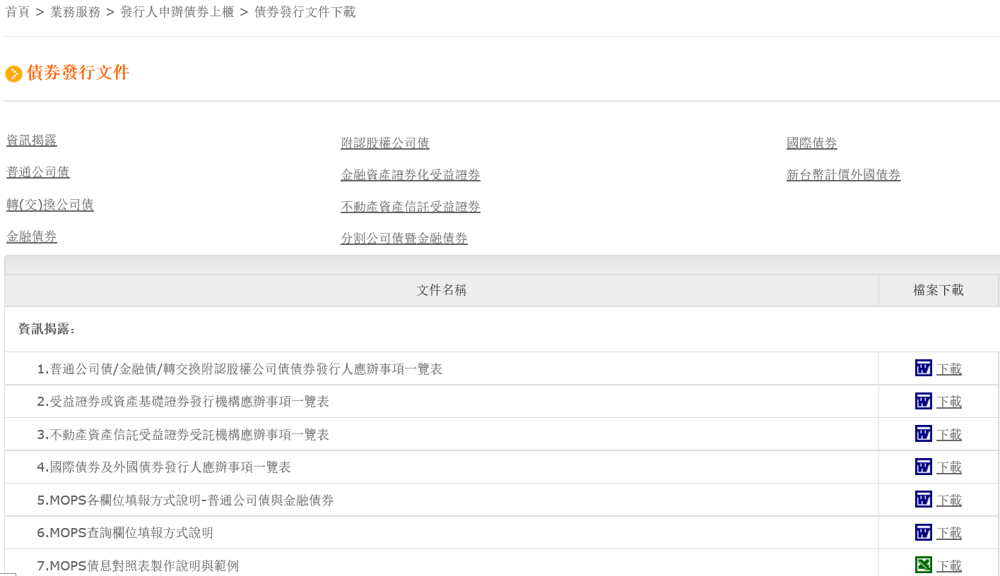 首頁 > 業務服務 > 發行人申辦債券上櫃 > 債券發行文件下載
債券發行文件
資訊揭露
附認股權公司債
國際債券
普通公司債
金融資產證券化受益證券
新台幣計價外國債券
轉(交)換公司債
不動產資產信託受益證券
金融債券
分割公司債暨金融債券
文件名稱 檔案下載
資訊揭露：
1.普通公司債/金融債/轉交換附認股權公司債債券發行人應辦事項一覽表 下載
2.受益證券或資產基礎證券發行機構應辦事項一覽表 下載
3.不動產資產信託受益證券受託機構應辦事項一覽表 下載
4.國際債券及外國債券發行人應辦事項一覽表 下載
5.MOPS各欄位填報方式說明-普通公司債與金融債券 下載
6.MOPS查詢欄位填報方式說明 下載
7.MOPS債息對照表製作說明與範例 下載